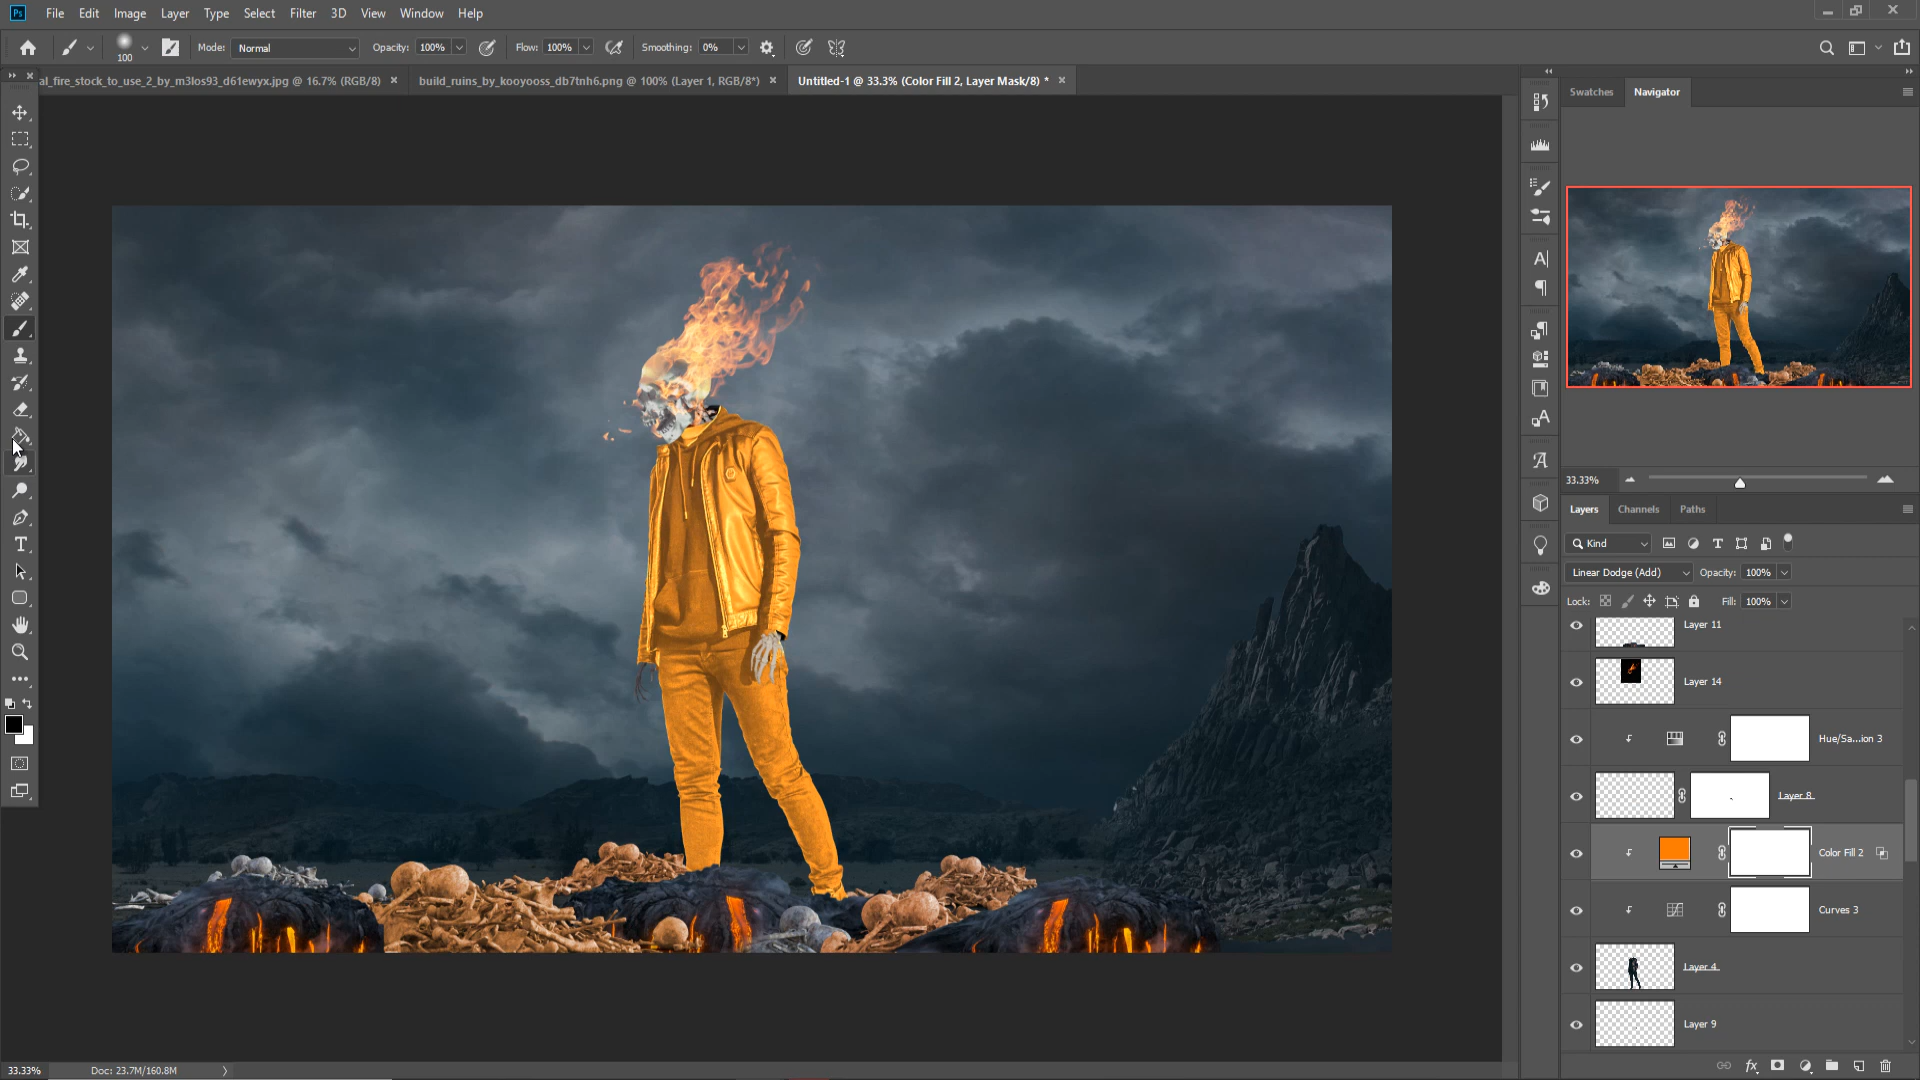 Ps File Edit Image Layer Type Select Filter 3D View Window Help
100 Mode: Normal Opacity: 100% Flow: 100% Smoothing: 0%
al_fire_stock_to_use_2_by_m3los93_d61ewyx.jpg @ 16.7% (RGB/8) × build_ruins_by_kooyooss_db7tnh6.png @ 100% (Layer 1, RGB/8*) × Untitled-1 @ 33.3% (Color Fill 2, Layer Mask/8) * ×
Swatches Navigator
33.33%
Layers Channels Paths
Kind
Linear Dodge (Add) Opacity: 100%
Lock: Fill: 100%
Layer 11
Layer 14
Hue/Sa...ion 3
Layer 8
Color Fill 2
Curves 3
Layer 4
Layer 9
33.33% Doc: 23.7M/160.8M